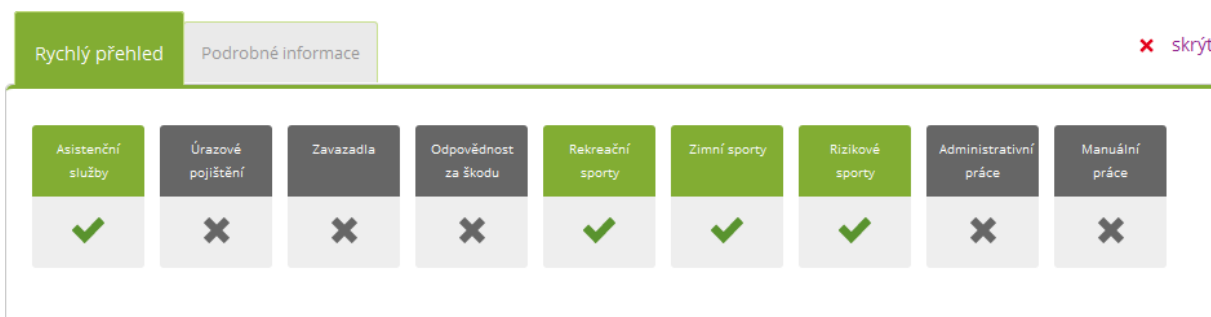 Rychlý přehled
Podrobné informace
skrýt
Asistenční
služby
Úrazové
pojištění
Zavazadla
Odpovědnost
za škodu
Rekreační
sporty
Zimní sporty
Rizikové
sporty
Administrativní
práce
Manuální
práce